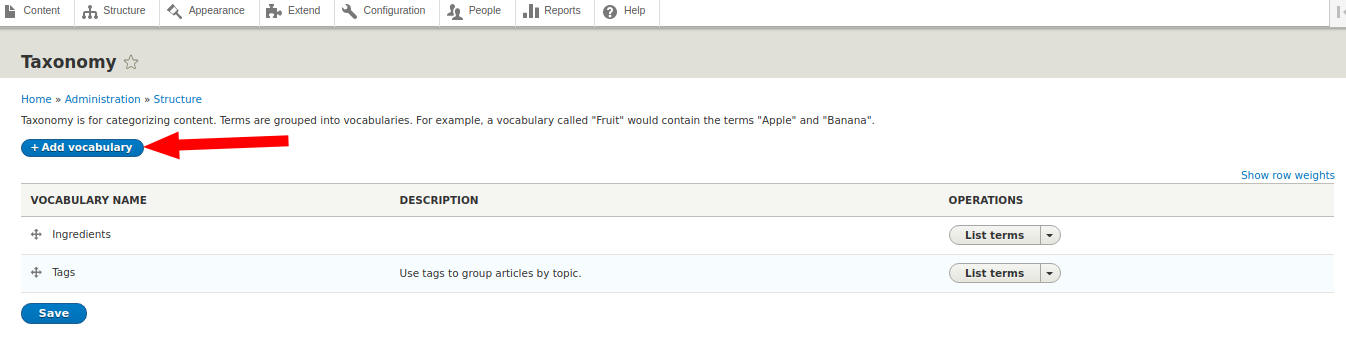 Content Structure Appearance Extend Configuration People Reports Help
Taxonomy
Home » Administration » Structure
Taxonomy is for categorizing content. Terms are grouped into vocabularies. For example, a vocabulary called "Fruit" would contain the terms "Apple" and "Banana".
+ Add vocabulary
Show row weights
VOCABULARY NAME DESCRIPTION OPERATIONS
Ingredients List terms
Tags Use tags to group articles by topic. List terms
Save